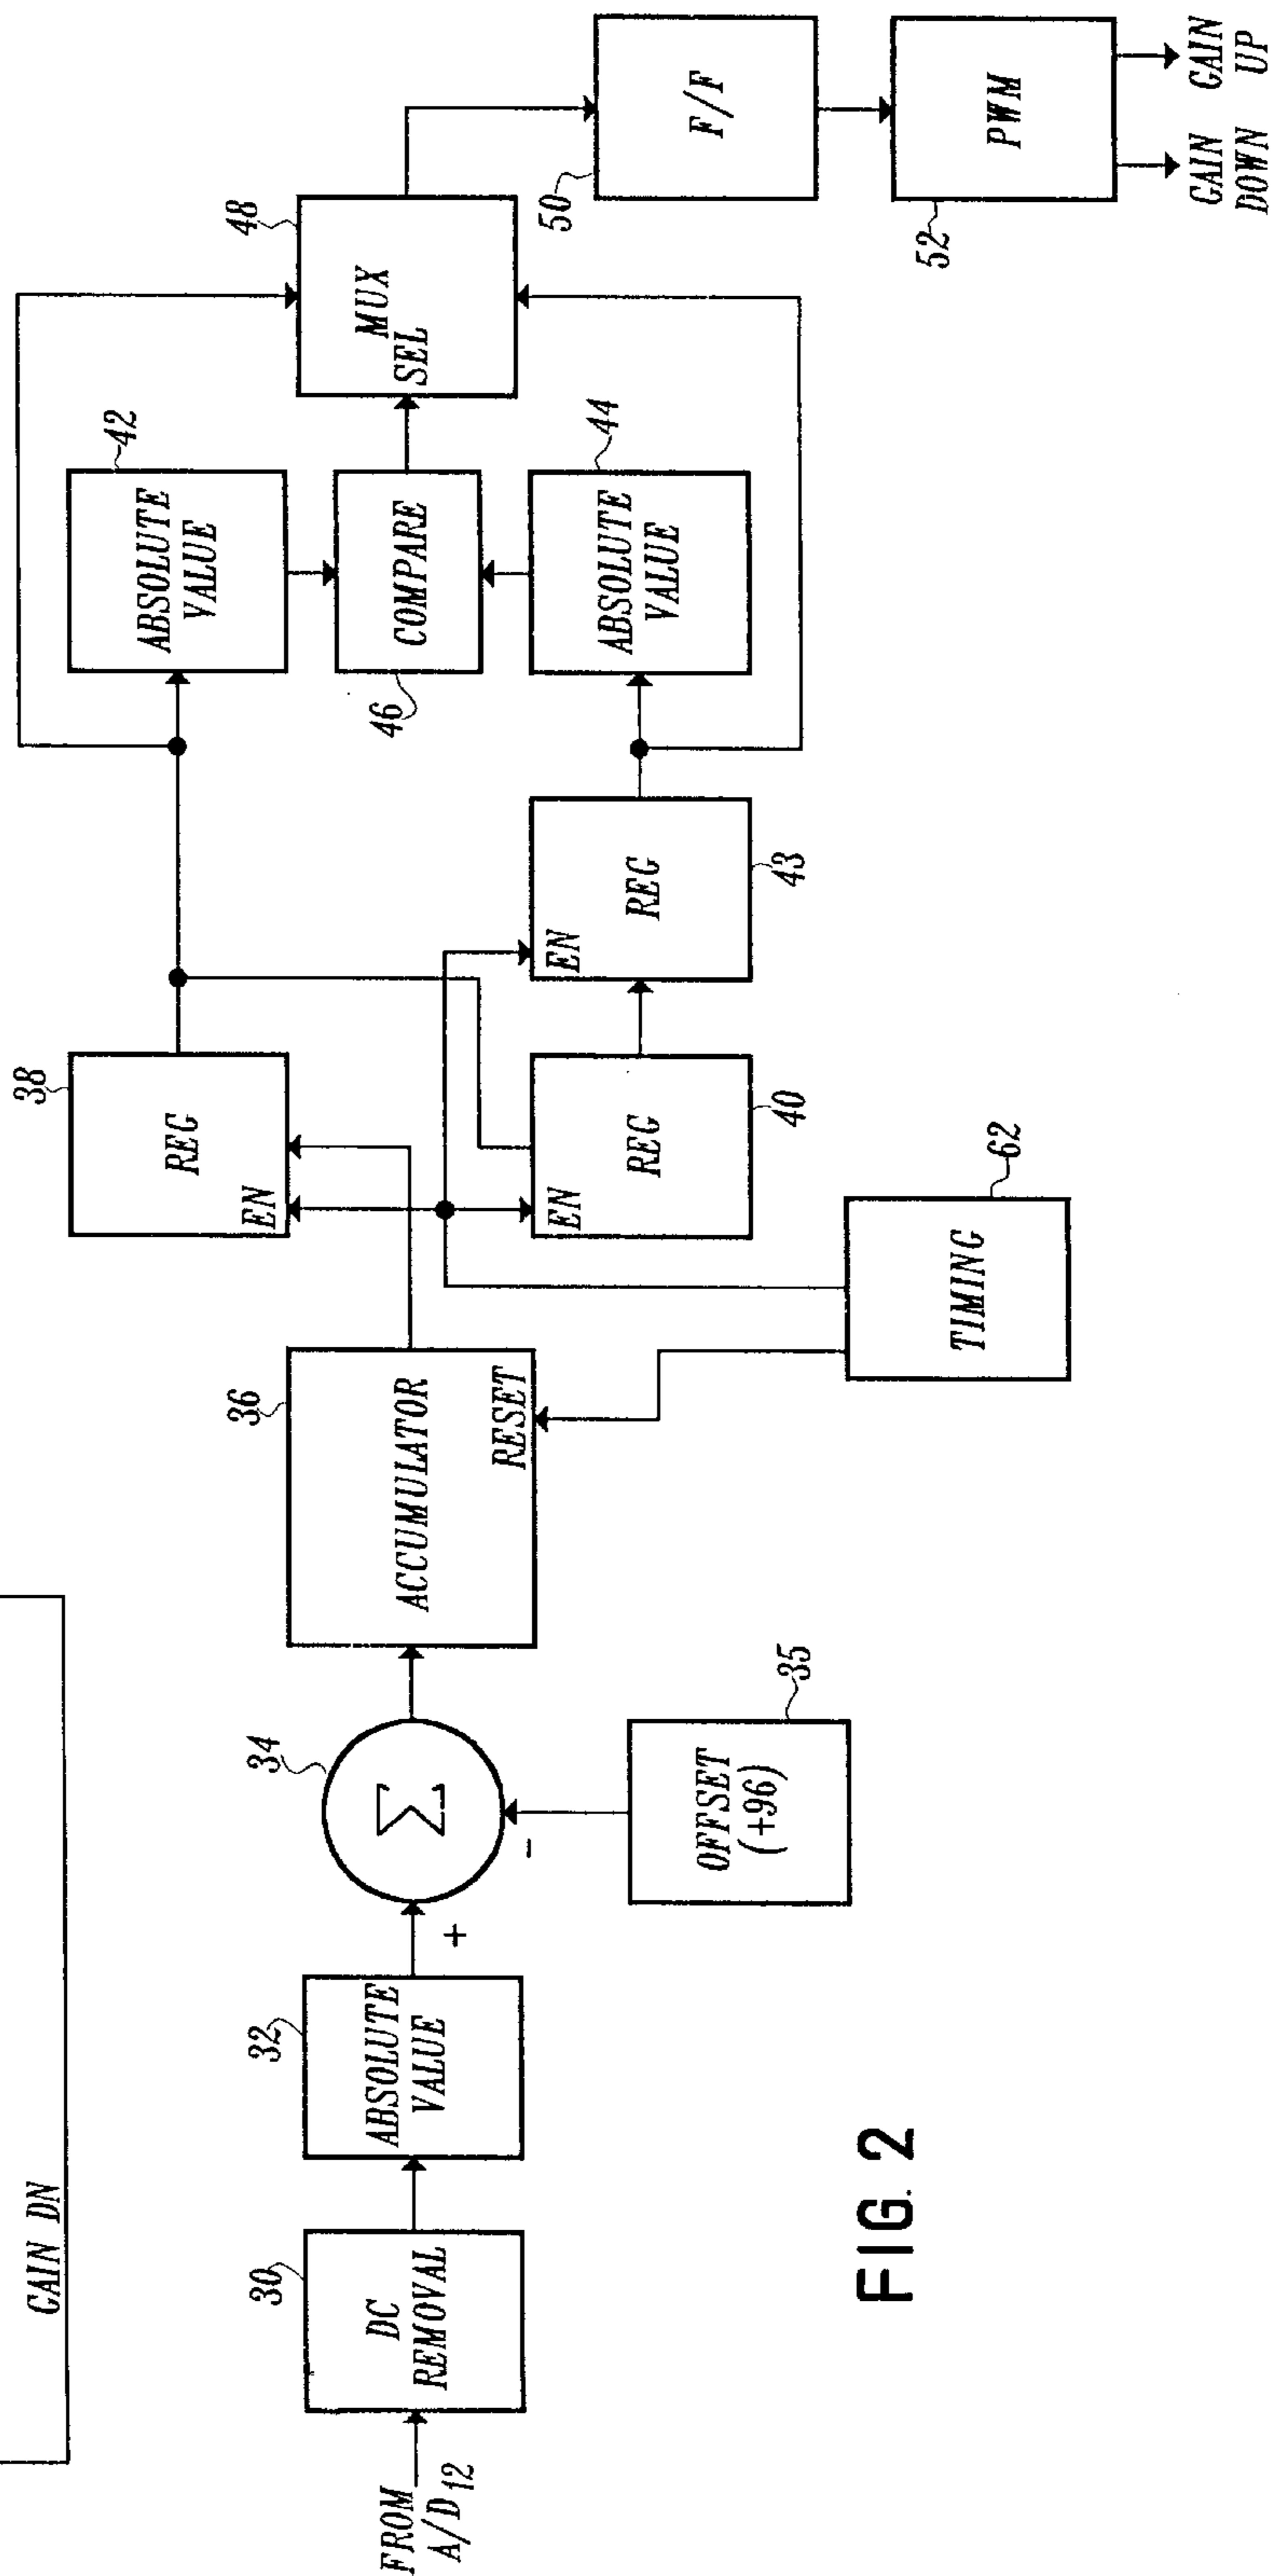 GAIN DN
FROM
A/D 12
30
DC
REMOVAL
32
ABSOLUTE
VALUE
+
34
Σ
-
35
OFFSET
(+96)
36
ACCUMULATOR
RESET
62
TIMING
38
REG
EN
40
REG
EN
43
REG
EN
42
ABSOLUTE
VALUE
46
COMPARE
44
ABSOLUTE
VALUE
48
MUX
SEL
50
F/F
52
PWM
GAIN
DOWN
GAIN
UP
FIG. 2